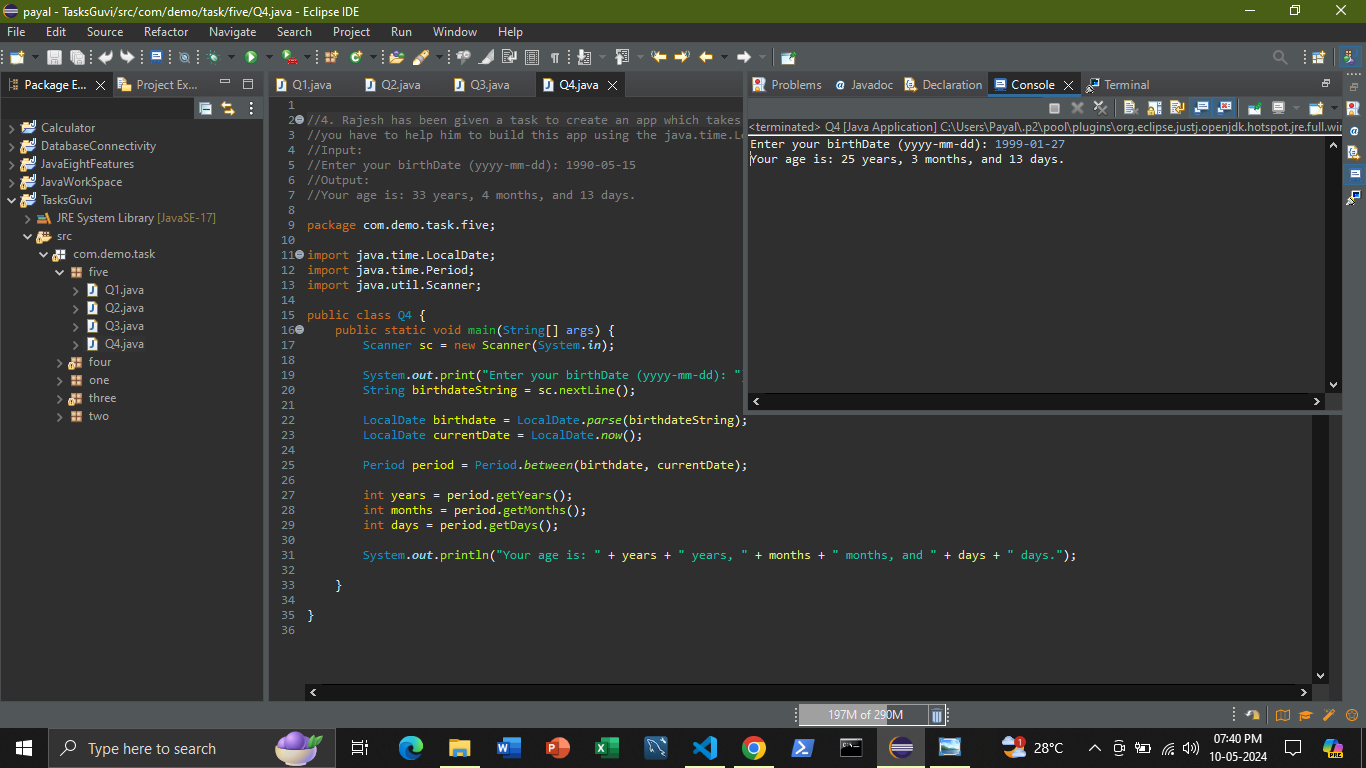 payal - TasksGuvi/src/com/demo/task/five/Q4.java - Eclipse IDE
File Edit Source Refactor Navigate Search Project Run Window Help
Package E... Project Ex...
Calculator
DatabaseConnectivity
JavaEightFeatures
JavaWorkSpace
TasksGuvi
JRE System Library [JavaSE-17]
src
com.demo.task
five
Q1.java
Q2.java
Q3.java
Q4.java
four
one
three
two
Q1.java Q2.java Q3.java Q4.java
1
2 //4. Rajesh has been given a task to create an app which takes
3 //you have to help him to build this app using the java.time.Lo
4 //Input:
5 //Enter your birthDate (yyyy-mm-dd): 1990-05-15
6 //Output:
7 //Your age is: 33 years, 4 months, and 13 days.
8
9 package com.demo.task.five;
10
11 import java.time.LocalDate;
12 import java.time.Period;
13 import java.util.Scanner;
14
15 public class Q4 {
16 public static void main(String[] args) {
17 Scanner sc = new Scanner(System.in);
18
19 System.out.print("Enter your birthDate (yyyy-mm-dd): "
20 String birthdateString = sc.nextLine();
21
22 LocalDate birthdate = LocalDate.parse(birthdateString);
23 LocalDate currentDate = LocalDate.now();
24
25 Period period = Period.between(birthdate, currentDate);
26
27 int years = period.getYears();
28 int months = period.getMonths();
29 int days = period.getDays();
30
31 System.out.println("Your age is: " + years + " years, " + months + " months, and " + days + " days.");
32
33 }
34
35 }
36
Problems Javadoc Declaration Console Terminal
<terminated> Q4 [Java Application] C:\Users\Payal\.p2\pool\plugins\org.eclipse.justj.openjdk.hotspot.jre.full.win
Enter your birthDate (yyyy-mm-dd): 1999-01-27
Your age is: 25 years, 3 months, and 13 days.
197M of 290M
Type here to search
28°C
07:40 PM
10-05-2024